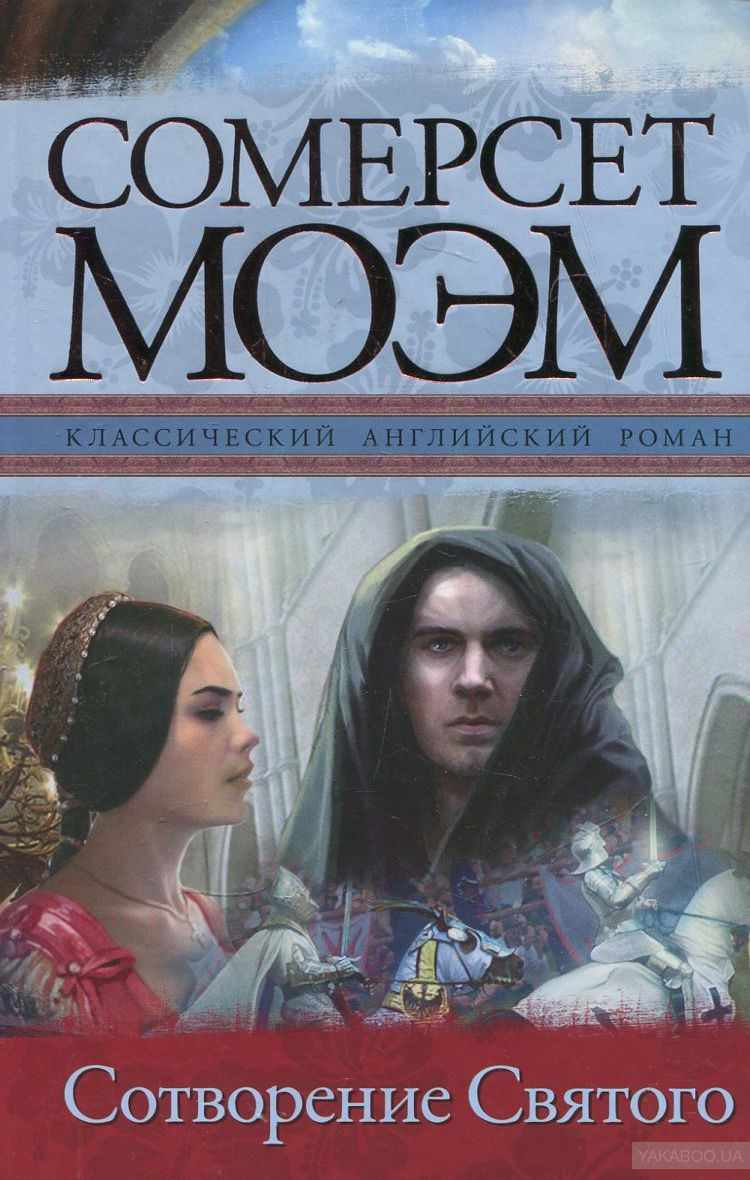 СОМЕРСЕТ
МОЭМ
КЛАССИЧЕСКИЙ АНГЛИЙСКИЙ РОМАН
Сотворение Святого
YAKABOO.UA